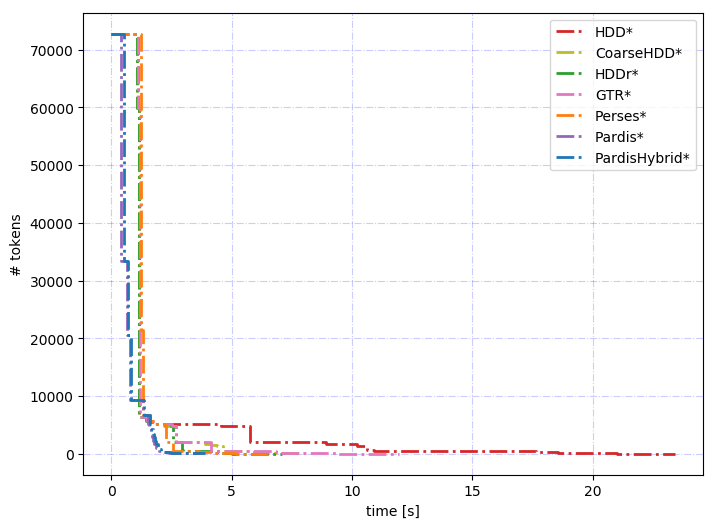 HDD*
CoarseHDD*
HDDr*
GTR*
Perses*
Pardis*
PardisHybrid*
# tokens
70000
60000
50000
40000
30000
20000
10000
0
0 5 10 15 20
time [s]